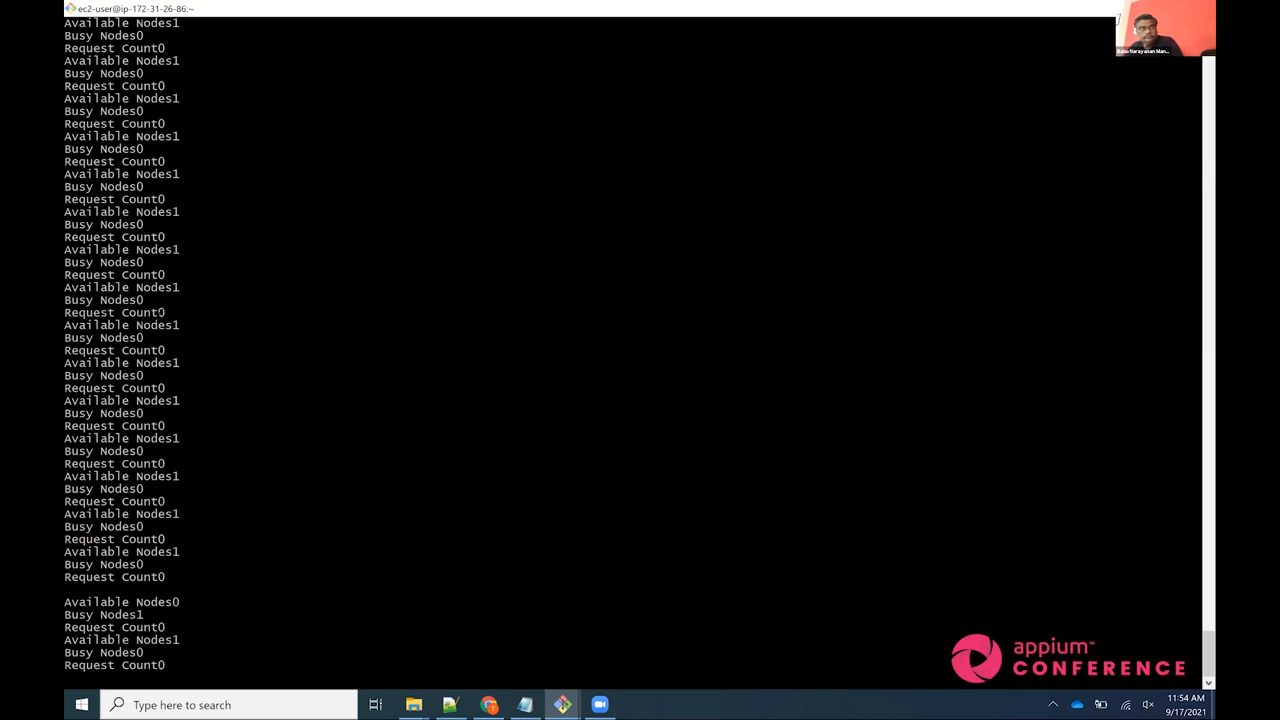 ec2-user@ip-172-31-26-86:~
Available Nodes1
Busy Nodes0
Request Count0
Available Nodes1
Busy Nodes0
Request Count0
Available Nodes1
Busy Nodes0
Request Count0
Available Nodes1
Busy Nodes0
Request Count0
Available Nodes1
Busy Nodes0
Request Count0
Available Nodes1
Busy Nodes0
Request Count0
Available Nodes1
Busy Nodes0
Request Count0
Available Nodes1
Busy Nodes0
Request Count0
Available Nodes1
Busy Nodes0
Request Count0
Available Nodes1
Busy Nodes0
Request Count0
Available Nodes1
Busy Nodes0
Request Count0
Available Nodes1
Busy Nodes0
Request Count0
Available Nodes1
Busy Nodes0
Request Count0
Available Nodes1
Busy Nodes0
Request Count0
Available Nodes1
Busy Nodes0
Request Count0
Available Nodes0
Busy Nodes1
Request Count0
Available Nodes1
Busy Nodes0
Request Count0
Babu Narayanan Man...
appium™
CONFERENCE
Type here to search
11:54 AM
9/17/2021